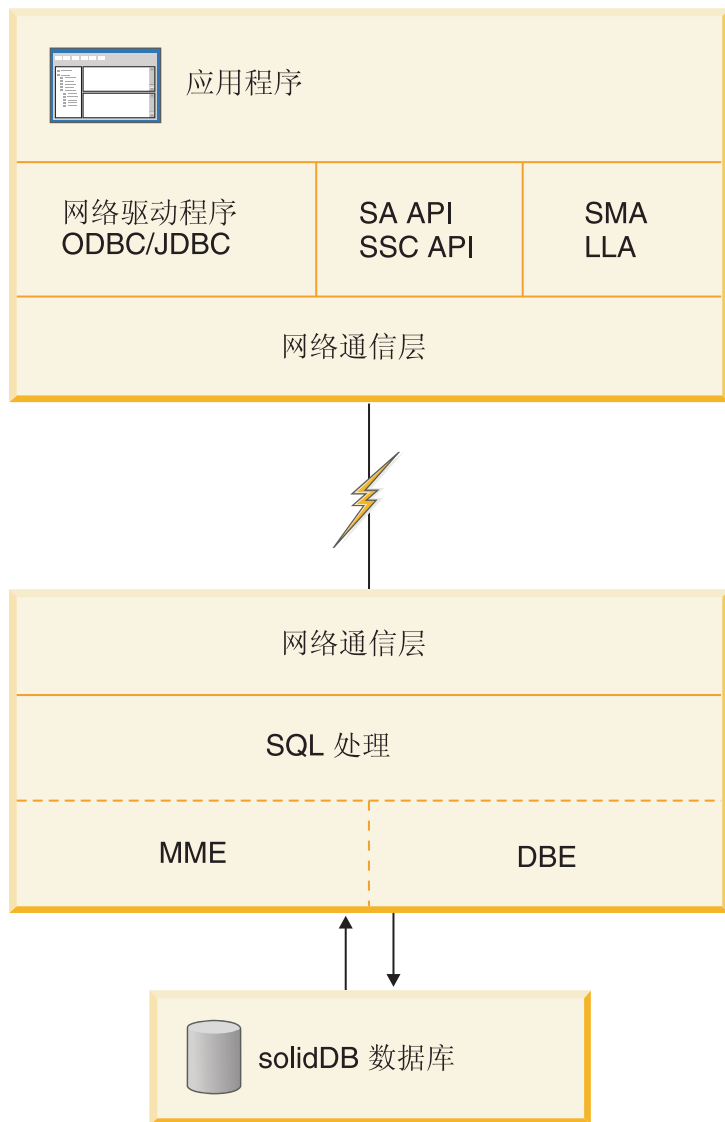 应用程序
网络驱动程序
ODBC/JDBC
SA API
SSC API
SMA
LLA
网络通信层
网络通信层
SQL 处理
MME
DBE
solidDB 数据库